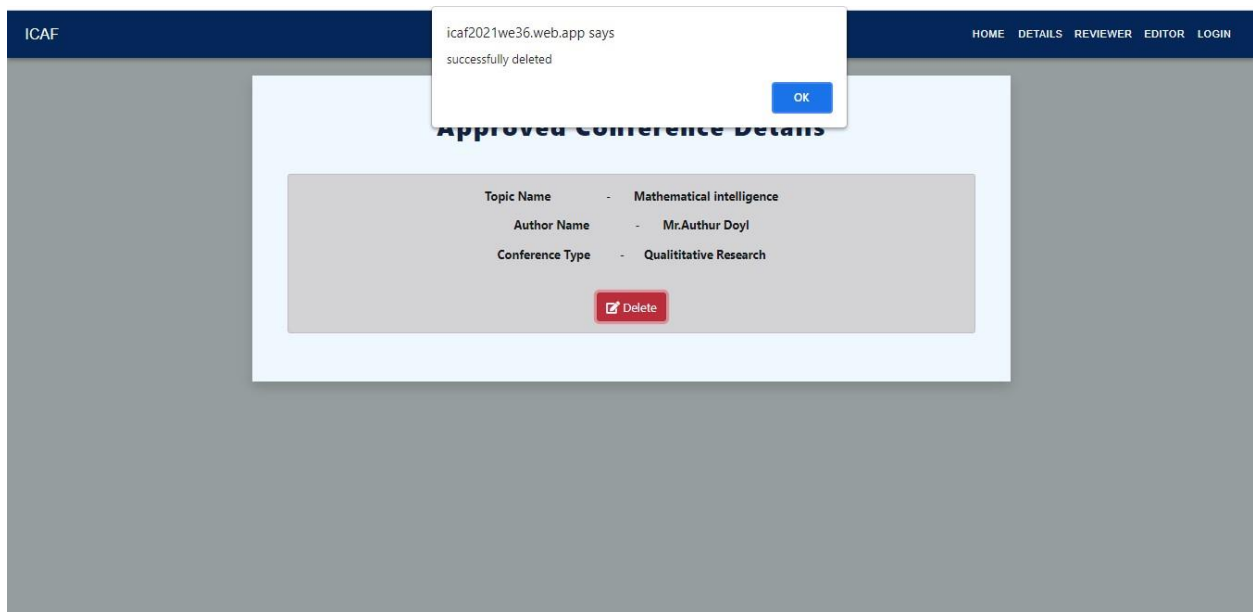 ICAF
HOME DETAILS REVIEWER EDITOR LOGIN
icaf2021we36.web.app says
successfully deleted
OK
Approved Conference Details
Topic Name - Mathematical intelligence
Author Name - Mr.Authur Doyl
Conference Type - Qualititative Research
Delete